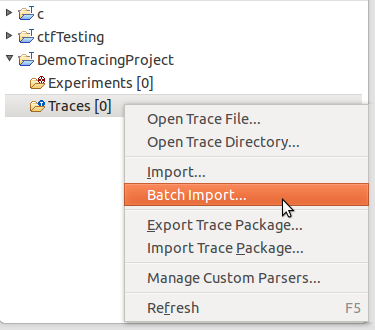 c
ctfTesting
DemoTracingProject
Experiments [0]
Traces [0]
Open Trace File...
Open Trace Directory...
Import...
Batch Import...
Export Trace Package...
Import Trace Package...
Manage Custom Parsers...
Refresh F5